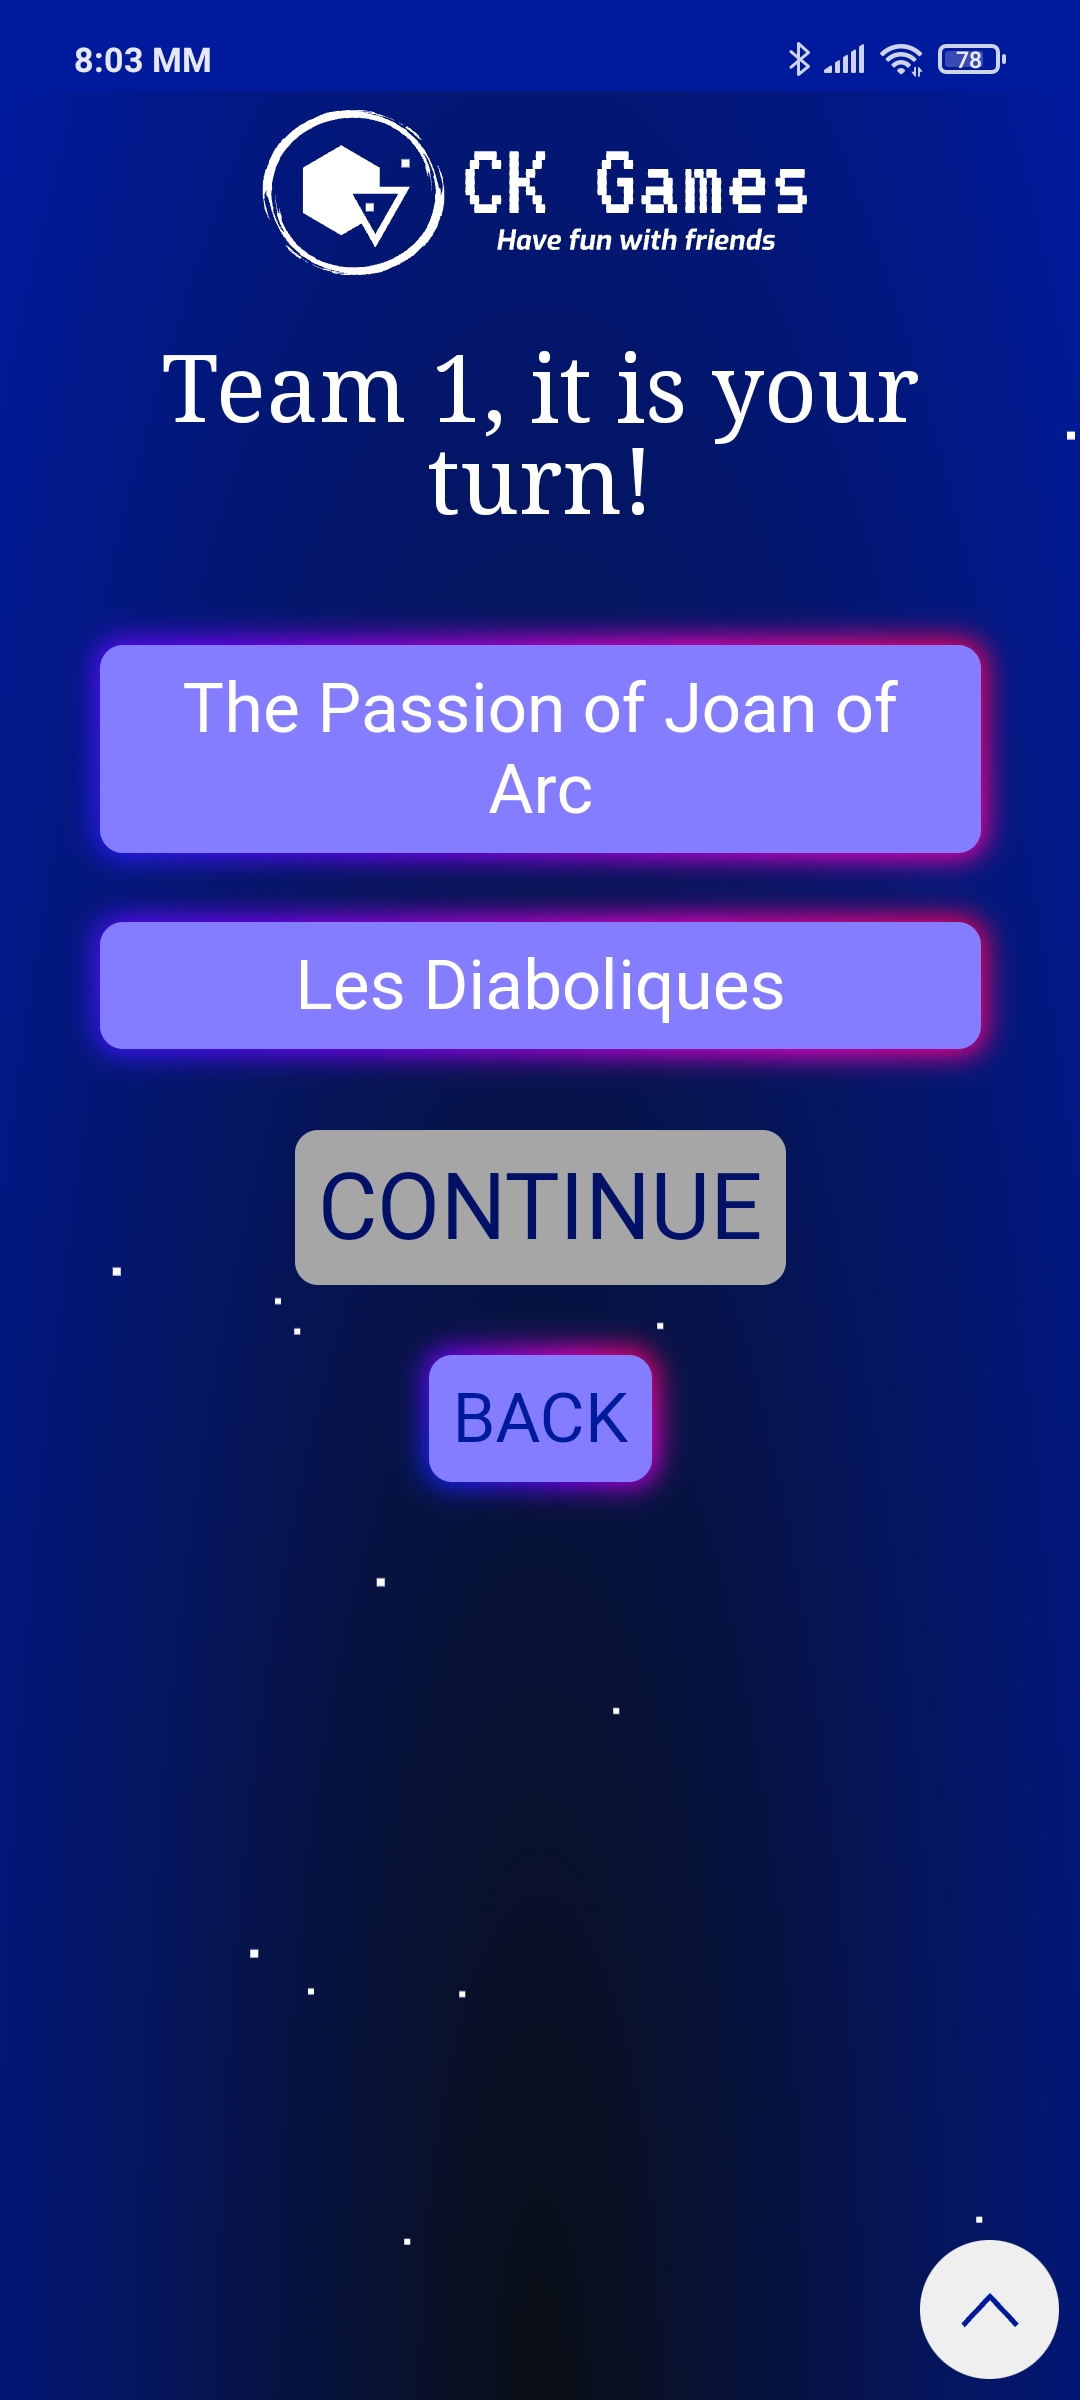 8:03 MM
78
CK Games
Have fun with friends
Team 1, it is your
turn!
The Passion of Joan of
Arc
Les Diaboliques
CONTINUE
BACK